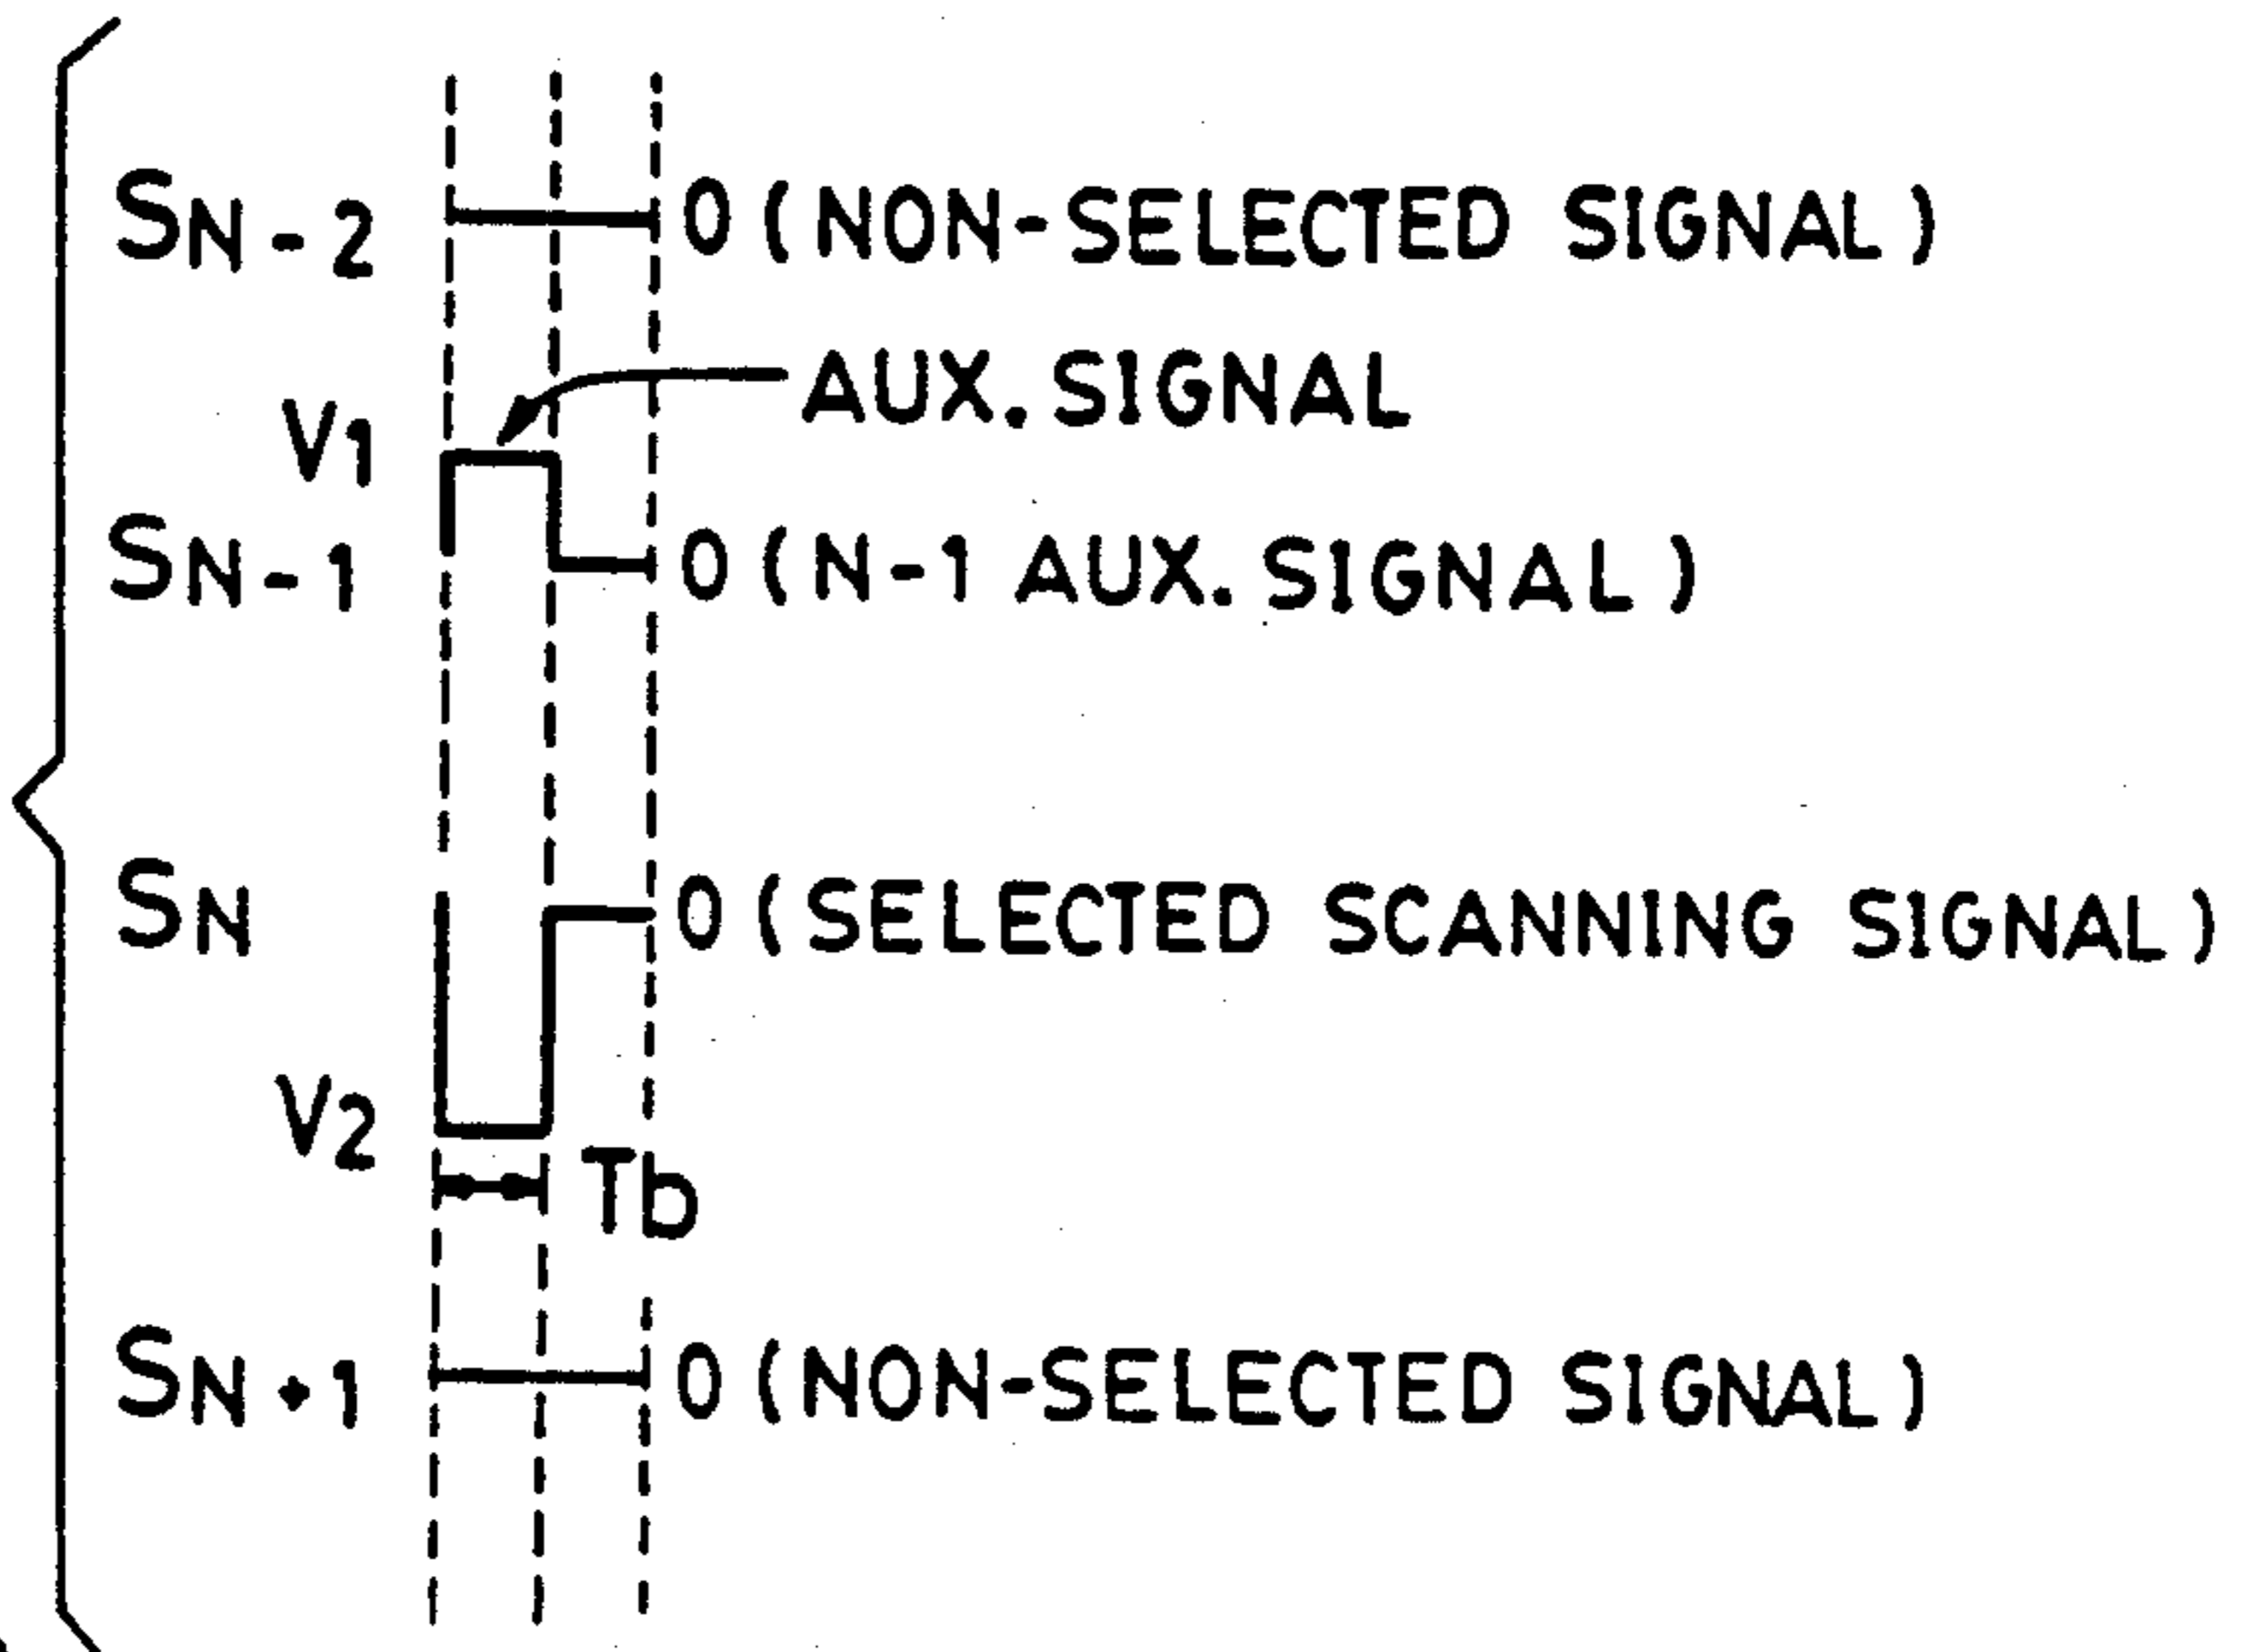 SN-2 0 (NON-SELECTED SIGNAL)
AUX. SIGNAL
V1
SN-1 0 (N-1 AUX. SIGNAL)
SN 0 (SELECTED SCANNING SIGNAL)
V2
Tb
SN+1 0 (NON-SELECTED SIGNAL)